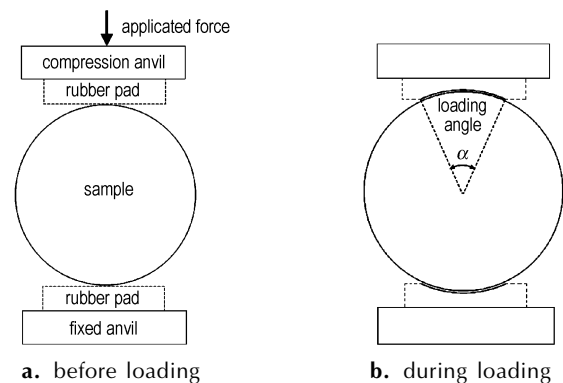 applicated force
compression anvil
rubber pad
sample
rubber pad
fixed anvil
a. before loading
loading
angle
α
b. during loading